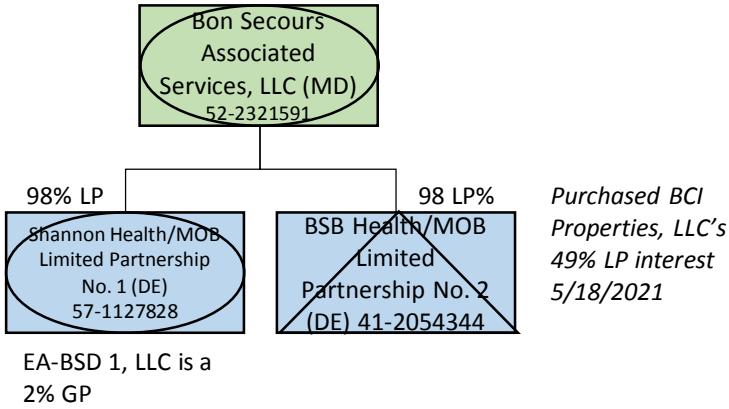 Bon Secours
Associated
Services, LLC (MD)
52-2321591
98% LP
98 LP%
Shannon Health/MOB
Limited Partnership
No. 1 (DE)
57-1127828
BSB Health/MOB
Limited
Partnership No. 2
(DE) 41-2054344
Purchased BCI
Properties, LLC’s
49% LP interest
5/18/2021
EA-BSD 1, LLC is a
2% GP